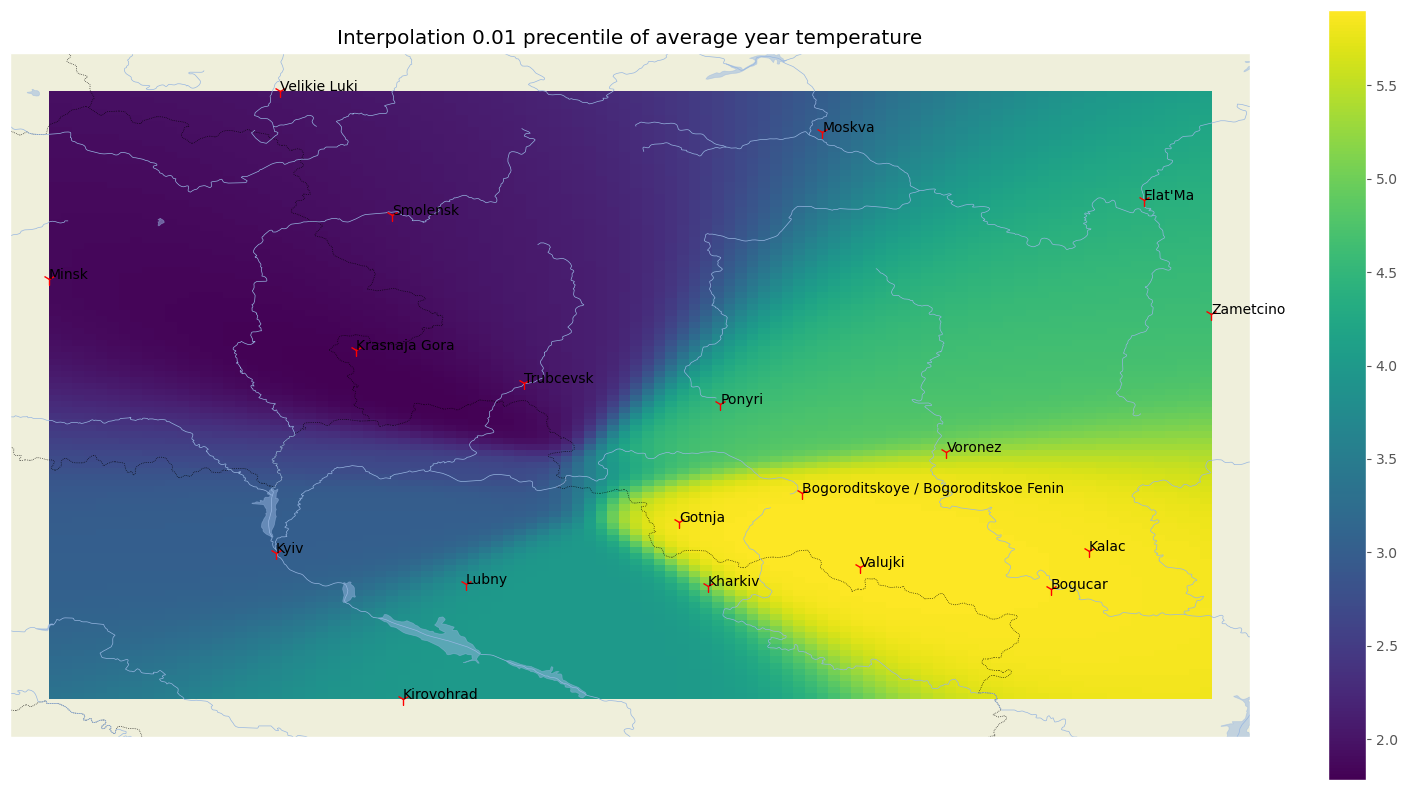 Interpolation 0.01 precentile of average year temperature
Velikie Luki
5.5
Moskva
5.0
Elat'Ma
Smolensk
4.5
Minsk
Zametcino
Krasnaja Gora
4.0
Trubcevsk
Ponyri
3.5
Voronez
Bogoroditskoye / Bogoroditskoe Fenin
Gotnja
3.0
Kyiv
Kalac
Valujki
Lubny
Kharkiv
Bogucar
2.5
Kirovohrad
2.0